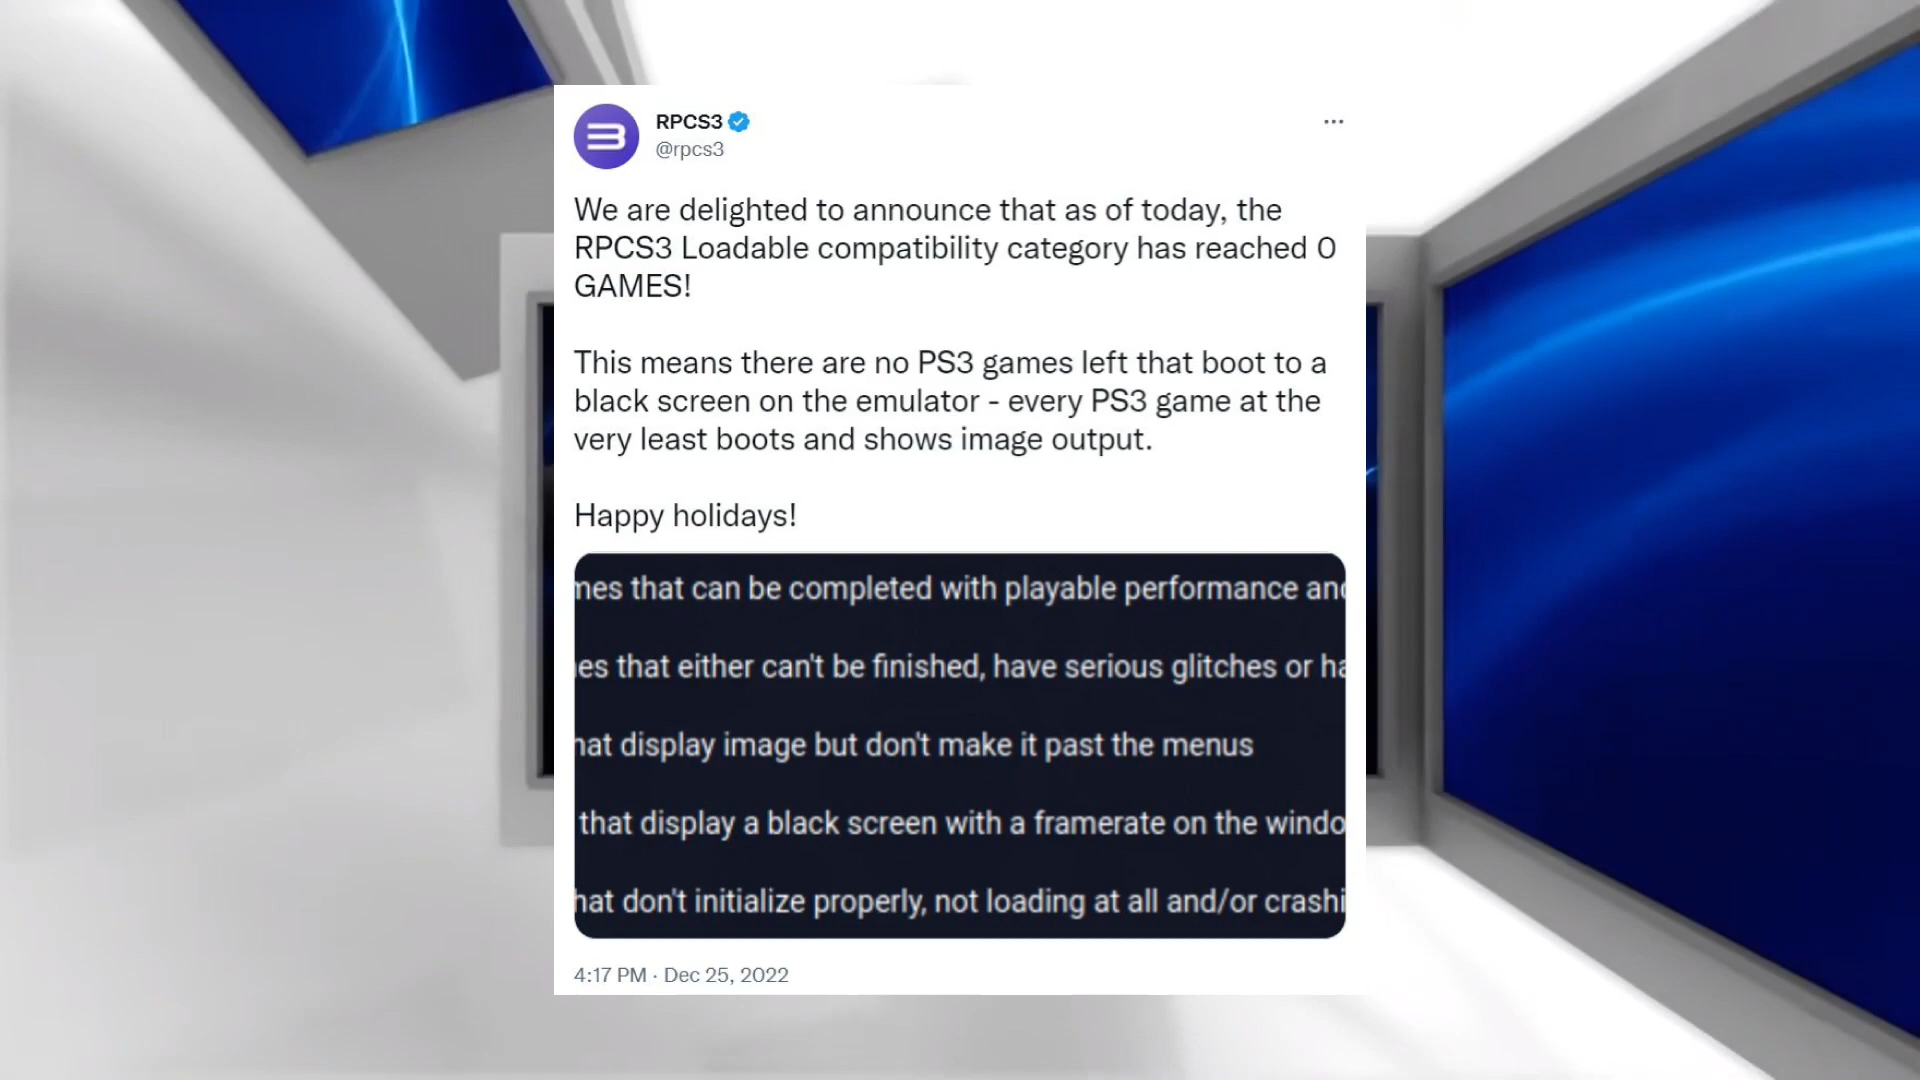 RPCS3
@rpcs3
We are delighted to announce that as of today, the
RPCS3 Loadable compatibility category has reached 0
GAMES!
This means there are no PS3 games left that boot to a
black screen on the emulator - every PS3 game at the
very least boots and shows image output.
Happy holidays!
mes that can be completed with playable performance and
es that either can't be finished, have serious glitches or ha
hat display image but don't make it past the menus
that display a black screen with a framerate on the windo
hat don't initialize properly, not loading at all and/or crashi
4:17 PM · Dec 25, 2022